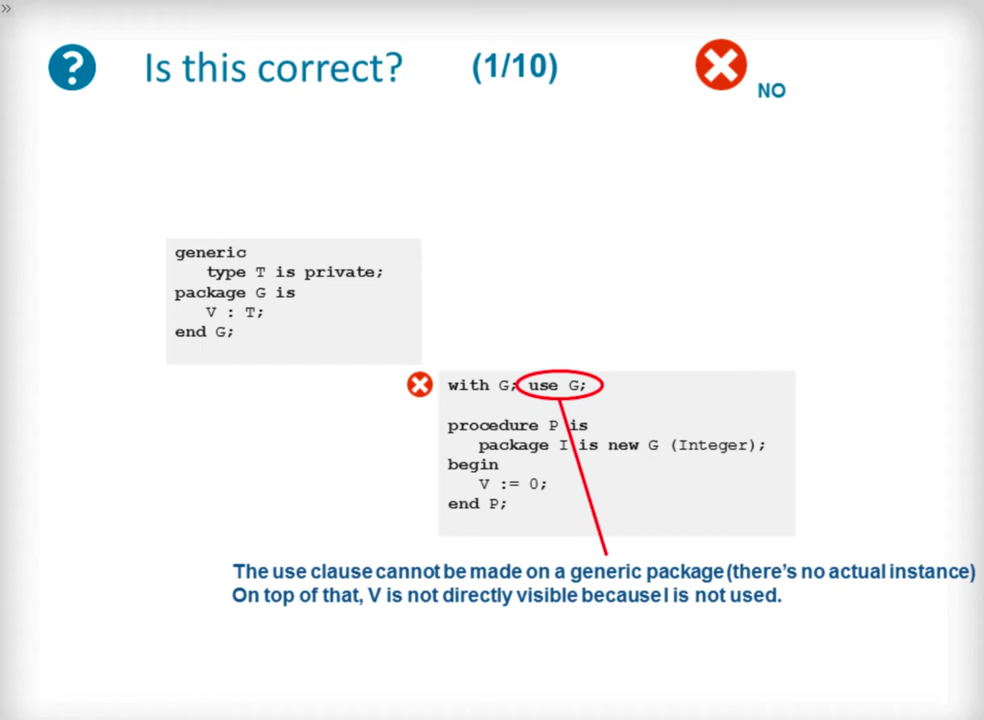 »
? Is this correct? (1/10)
NO
generic
type T is private;
package G is
V : T;
end G;
with G; use G;
procedure P is
package I is new G (Integer);
begin
V := 0;
end P;
The use clause cannot be made on a generic package (there's no actual instance)
On top of that, V is not directly visible because I is not used.